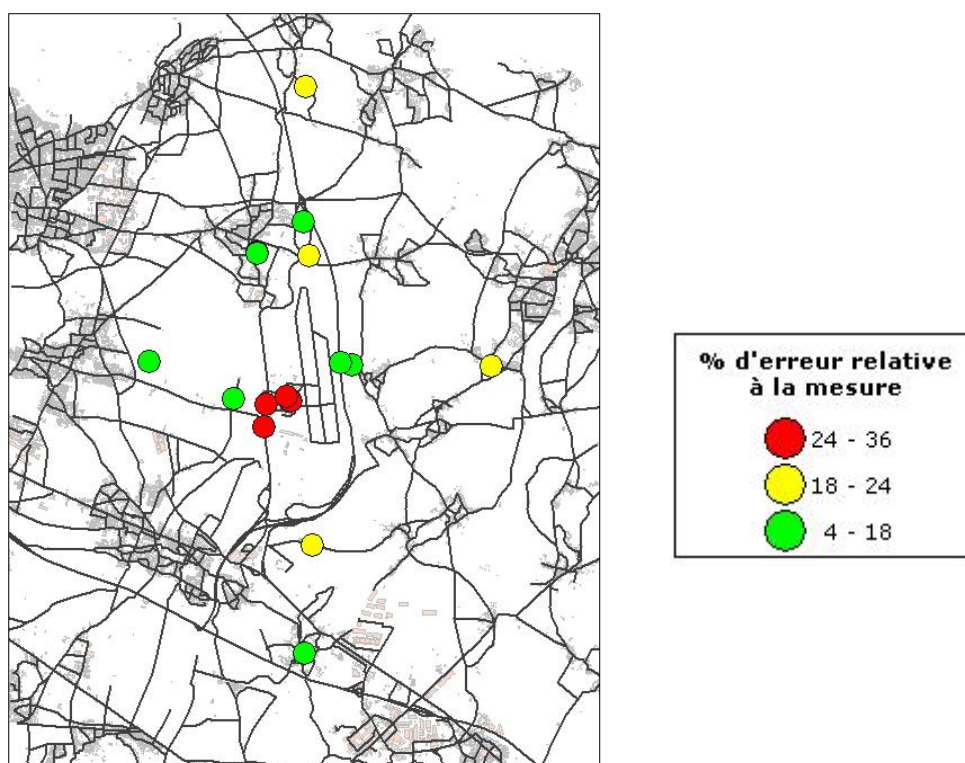 % d'erreur relative
à la mesure
24 - 36
18 - 24
4 - 18